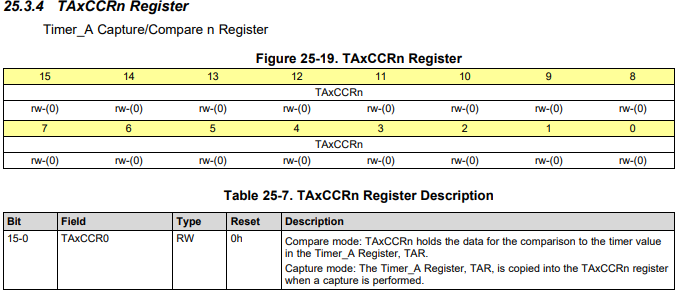 25.3.4 TAxCCRn Register
Timer_A Capture/Compare n Register
Figure 25-19. TAxCCRn Register
15 14 13 12 11 10 9 8
TAxCCRn
rw-(0) rw-(0) rw-(0) rw-(0) rw-(0) rw-(0) rw-(0) rw-(0)
7 6 5 4 3 2 1 0
TAxCCRn
rw-(0) rw-(0) rw-(0) rw-(0) rw-(0) rw-(0) rw-(0) rw-(0)
Table 25-7. TAxCCRn Register Description
Bit Field Type Reset Description
15-0 TAxCCR0 RW 0h Compare mode: TAxCCRn holds the data for the comparison to the timer value
in the Timer_A Register, TAR.
Capture mode: The Timer_A Register, TAR, is copied into the TAxCCRn register
when a capture is performed.